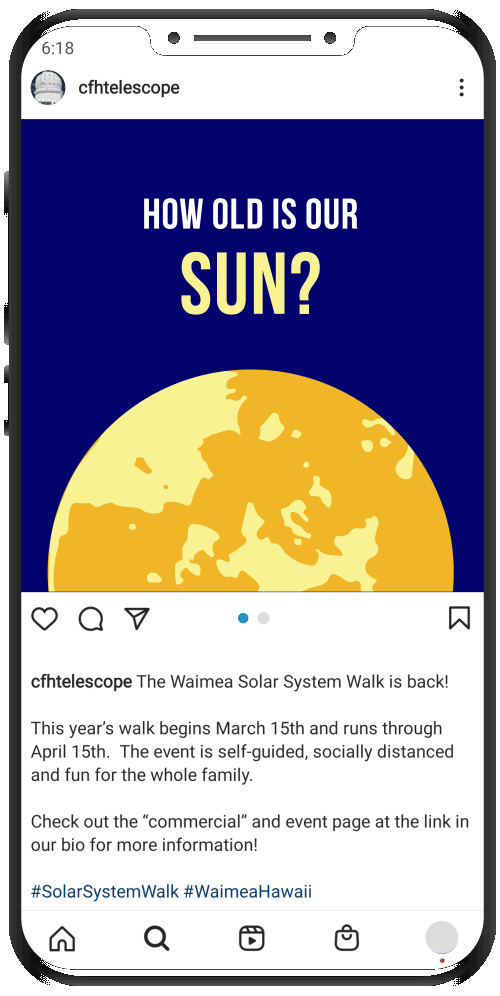 6:18
cfhtelescope
HOW OLD IS OUR
SUN?
cfhtelescope The Waimea Solar System Walk is back!
This year’s walk begins March 15th and runs through
April 15th.  The event is self-guided, socially distanced
and fun for the whole family.
Check out the “commercial” and event page at the link in
our bio for more information!
#SolarSystemWalk #WaimeaHawaii